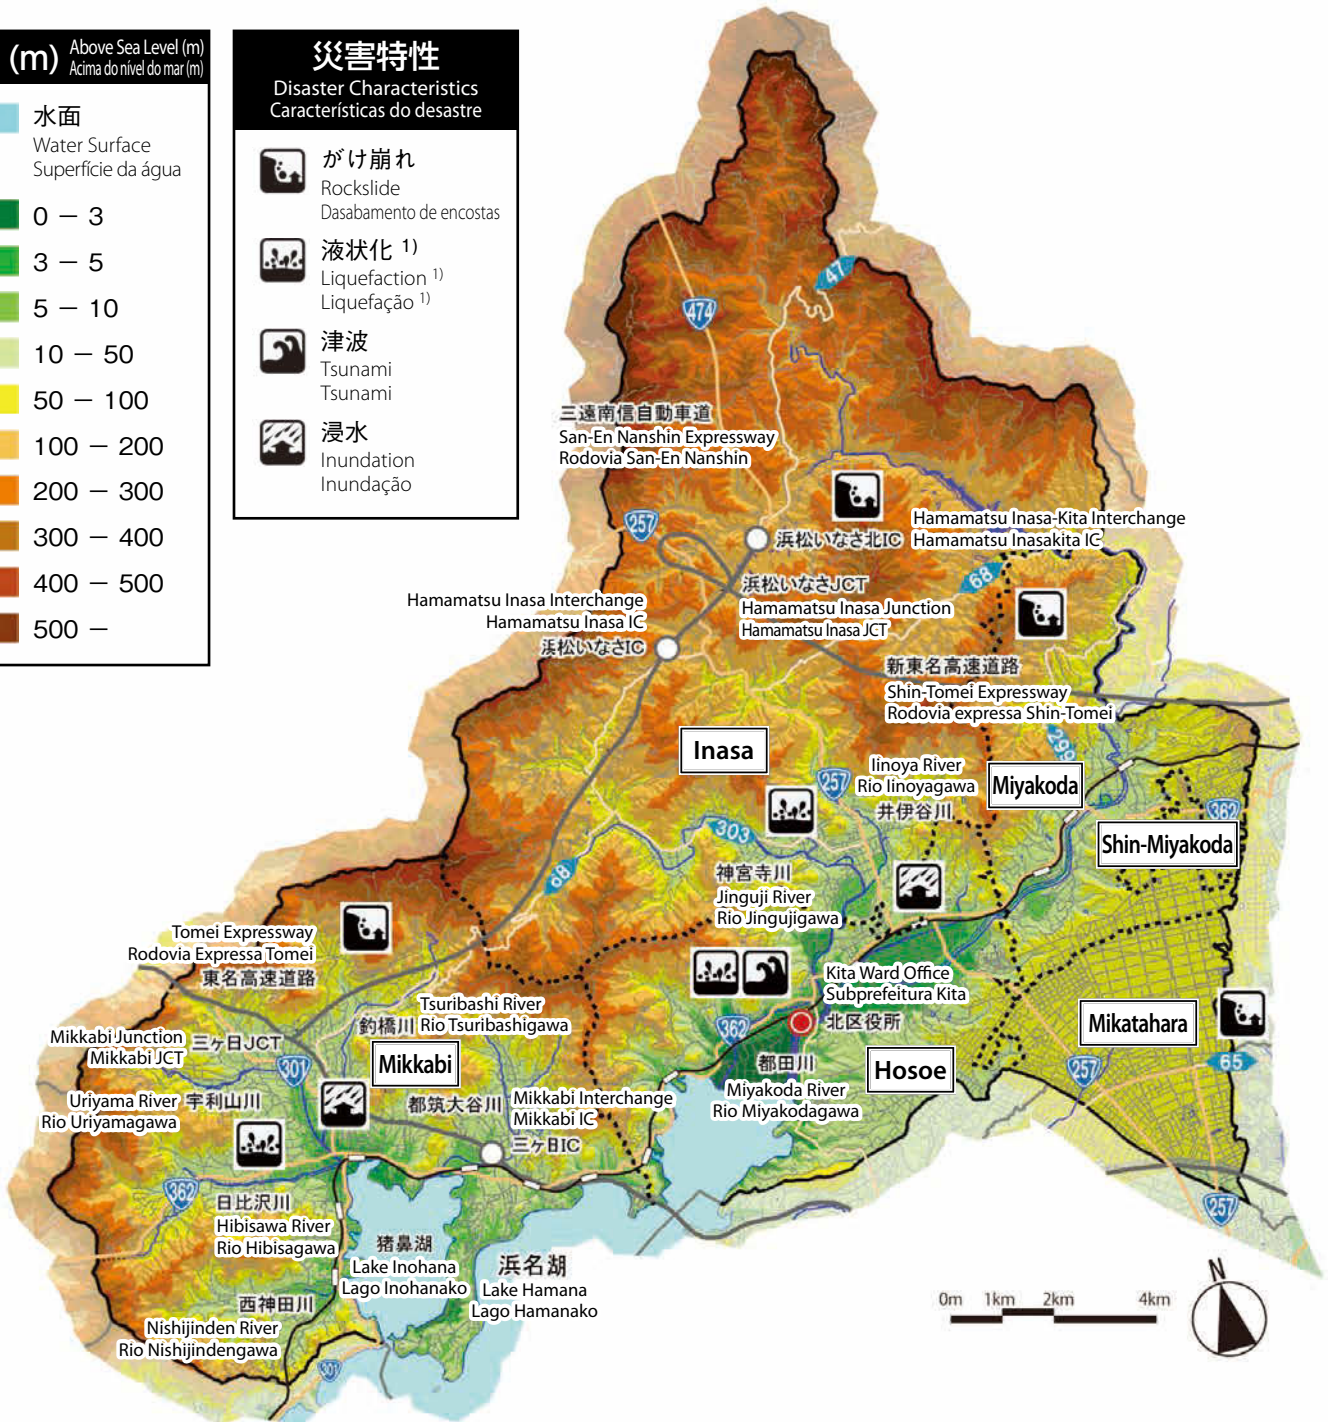 (m) Above Sea Level (m)
Acima do nível do mar (m)
水面
Water Surface
Superfície da água
0 − 3
3 − 5
5 − 10
10 − 50
50 − 100
100 − 200
200 − 300
300 − 400
400 − 500
500 −
災害特性
Disaster Characteristics
Características do desastre
がけ崩れ
Rockslide
Dasabamento de encostas
液状化 1)
Liquefaction 1)
Liquefação 1)
津波
Tsunami
Tsunami
浸水
Inundation
Inundação
47
474
三遠南信自動車道
San-En Nanshin Expressway
Rodovia San-En Nanshin
257
浜松いなさ北IC
Hamamatsu Inasa-Kita Interchange
Hamamatsu Inasakita IC
68
浜松いなさJCT
Hamamatsu Inasa Junction
Hamamatsu Inasa JCT
Hamamatsu Inasa Interchange
Hamamatsu Inasa IC
浜松いなさIC
新東名高速道路
Shin-Tomei Expressway
Rodovia expressa Shin-Tomei
299
Inasa
257
Iinoya River
Rio Iinoyagawa
井伊谷川
Miyakoda
362
Shin-Miyakoda
303
68
神宮寺川
Jinguji River
Rio Jingujigawa
Tomei Expressway
Rodovia Expressa Tomei
東名高速道路
Kita Ward Office
Subprefeitura Kita
北区役所
Tsuribashi River
釣橋川 Rio Tsuribashigawa
362
Mikatahara
Mikkabi Junction
Mikkabi JCT
三ヶ日JCT
301
Mikkabi
都田川
Miyakoda River
Rio Miyakodagawa
Hosoe
257
65
Uriyama River
Rio Uriyamagawa
宇利山川
都筑大谷川
Mikkabi Interchange
Mikkabi IC
三ヶ日IC
362
日比沢川
Hibisawa River
Rio Hibisagawa
257
猪鼻湖
Lake Inohana
Lago Inohanako
浜名湖
Lake Hamana
Lago Hamanako
西神田川
Nishijinden River
Rio Nishijindengawa
301
0m 1km 2km 4km
N